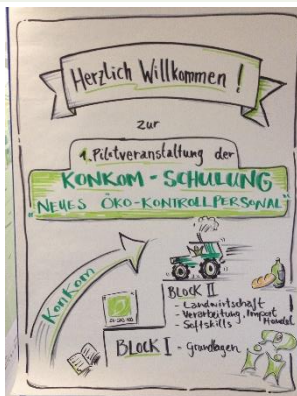 Herzlich Willkommen!
zur
1. Pilotveranstaltung der
KONKOM - SCHULUNG
"NEUES ÖKO-KONTROLLPERSONAL"
KonKom
BLOCK II
- Landwirtschaft
- Verarbeitung, Import
Handel
- Softskills
BLOCK I - Grundlagen